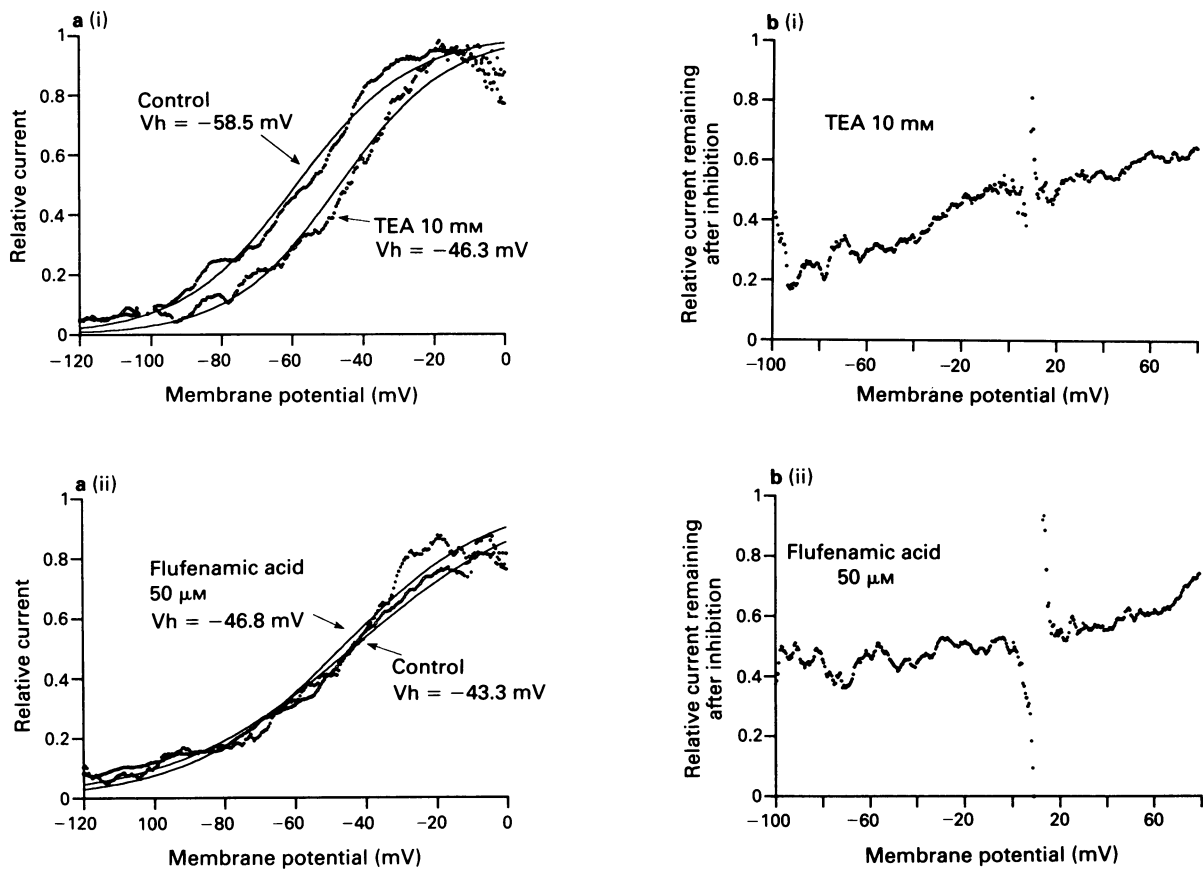 a (i)
1
0.8
0.6
0.4
0.2
0
Relative current
Control
Vh = −58.5 mV
TEA 10 mM
Vh = −46.3 mV
−120
−100
−80
−60
−40
−20
0
Membrane potential (mV)
b (i)
1
0.8
0.6
0.4
0.2
0
Relative current remaining
after inhibition
TEA 10 mM
−100
−60
−20
20
60
Membrane potential (mV)
a (ii)
1
0.8
0.6
0.4
0.2
0
Relative current
Flufenamic acid
50 μM
Vh = −46.8 mV
Control
Vh = −43.3 mV
−120
100
−80
−60
−40
−20
0
Membrane potential (mV)
b (ii)
1
0.8
0.6
0.4
0.2
0
Relative current remaining
after inhibition
Flufenamic acid
50 μM
−100
−60
−20
20
60
Membrane potential (mV)